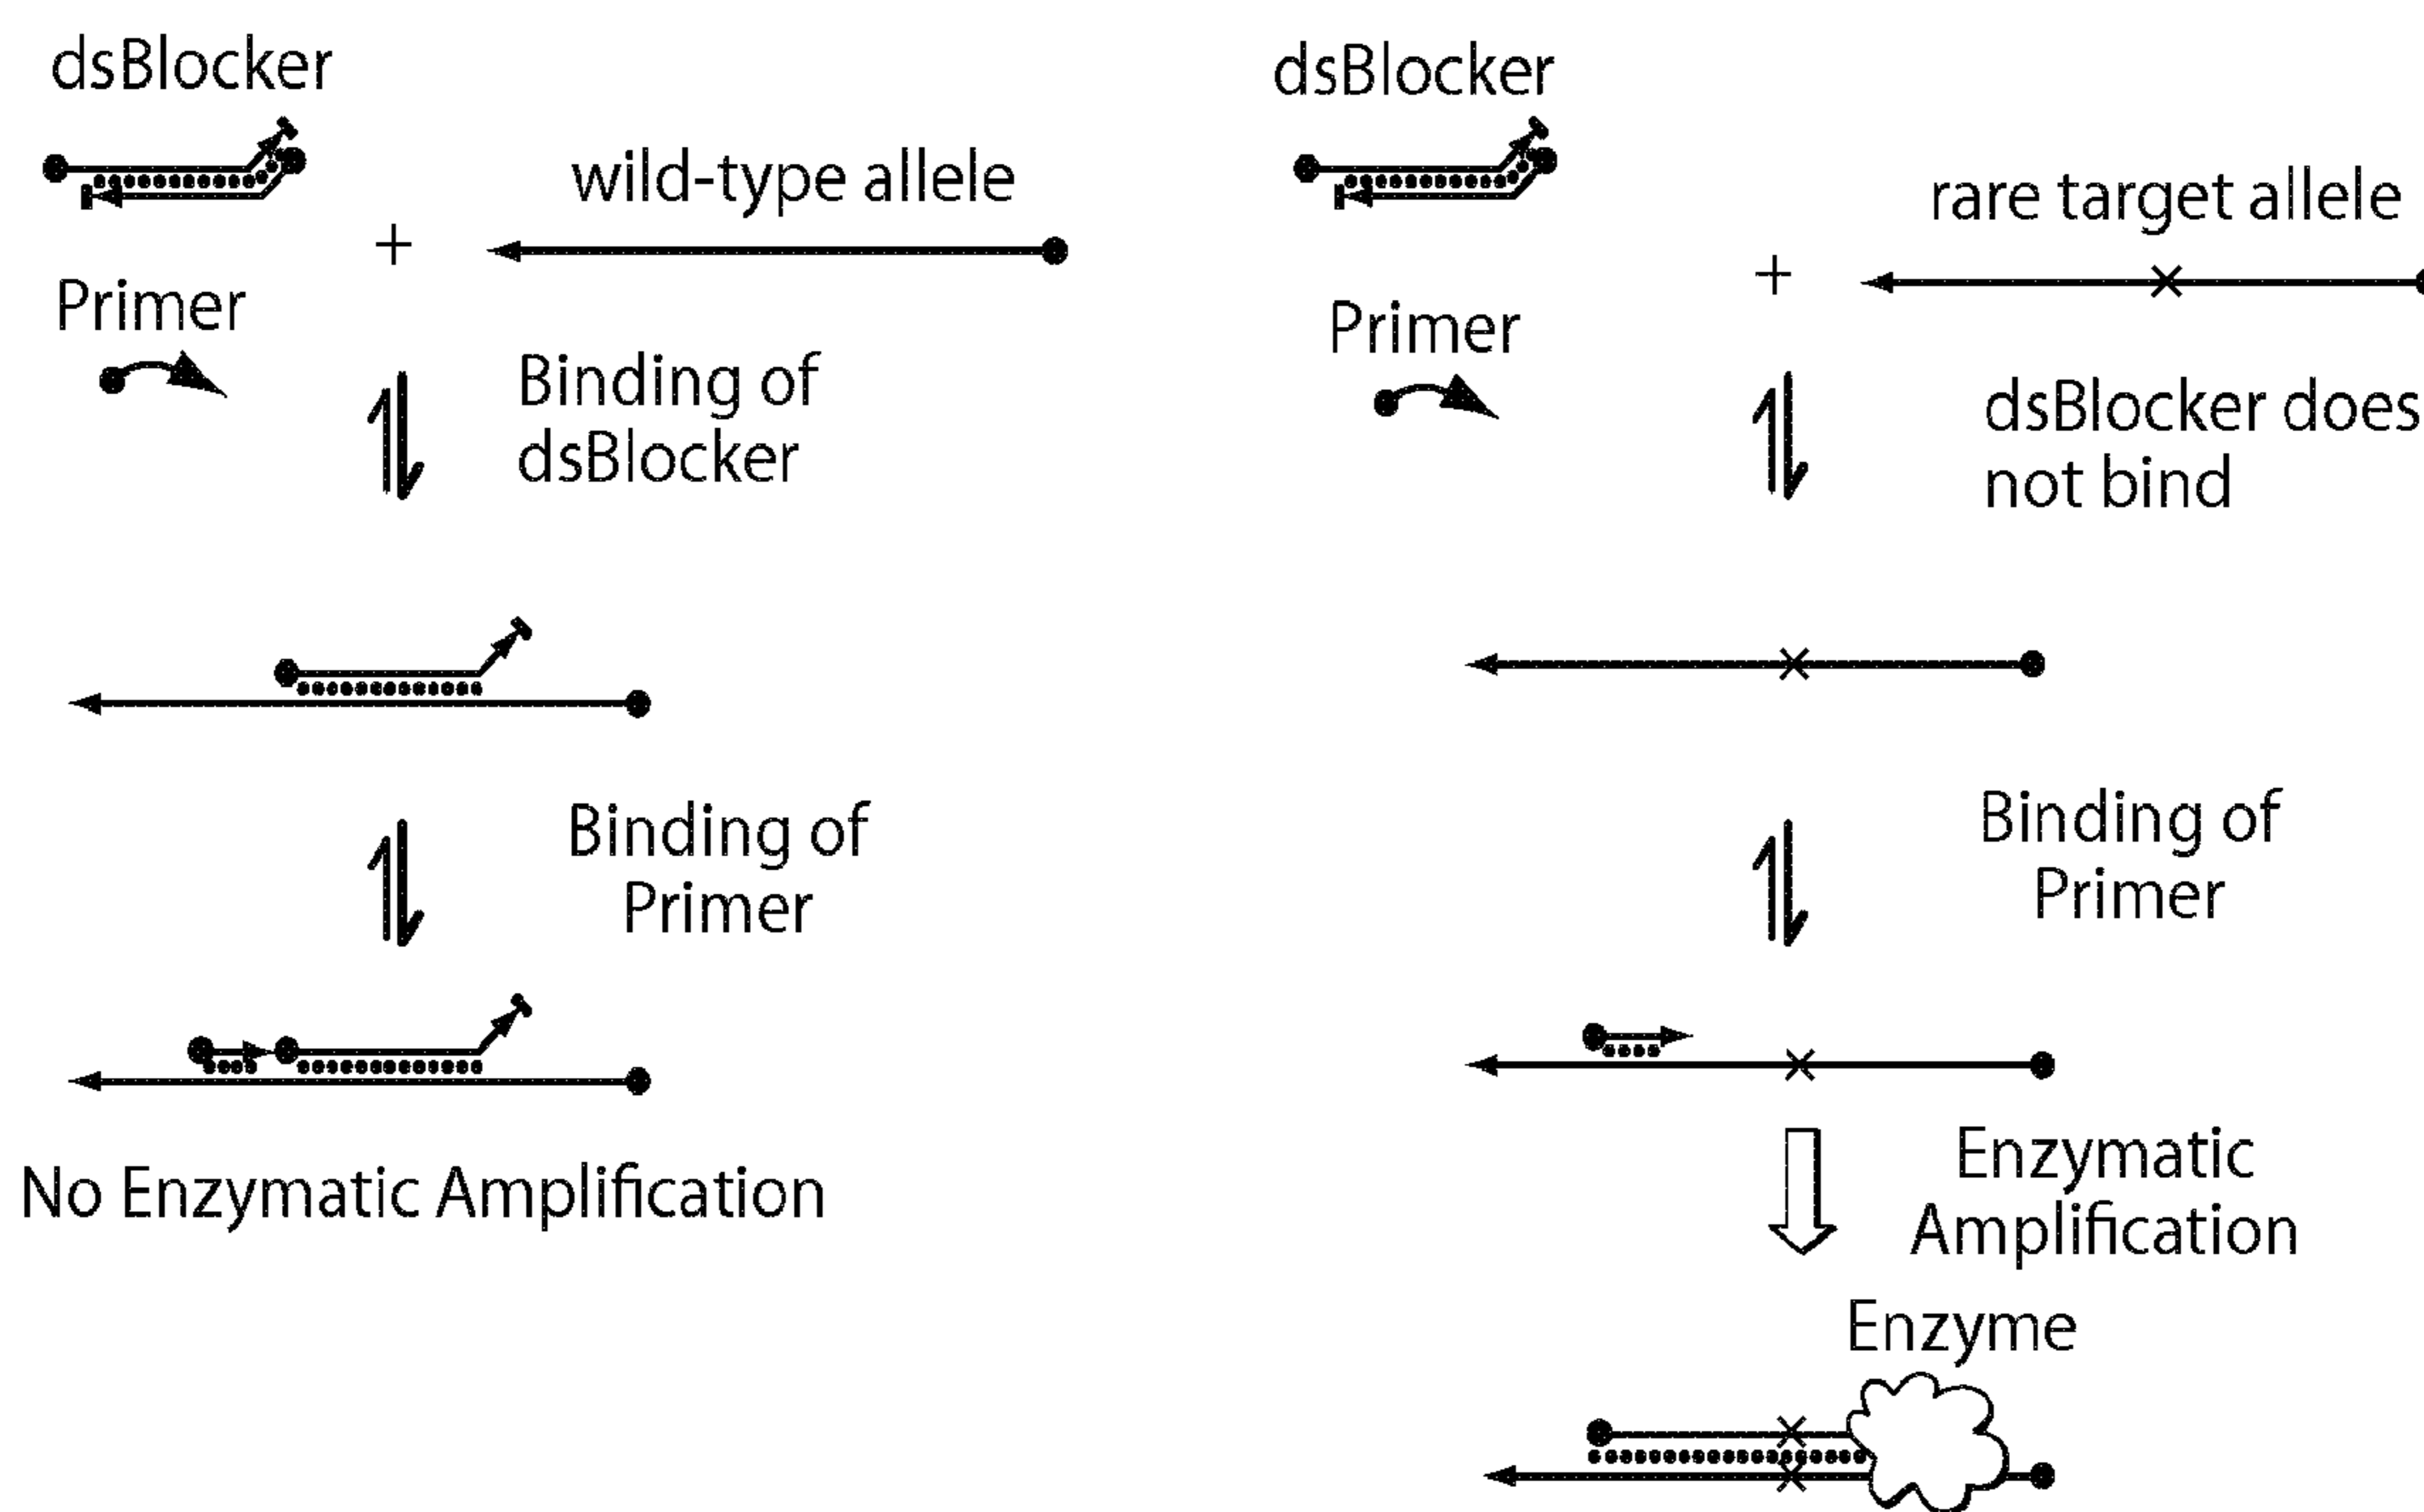 dsBlocker
wild-type allele
+
Primer
Binding of
dsBlocker
Binding of
Primer
No Enzymatic Amplification
dsBlocker
rare target allele
+
Primer
dsBlocker does
not bind
Binding of
Primer
Enzymatic
Amplification
Enzyme